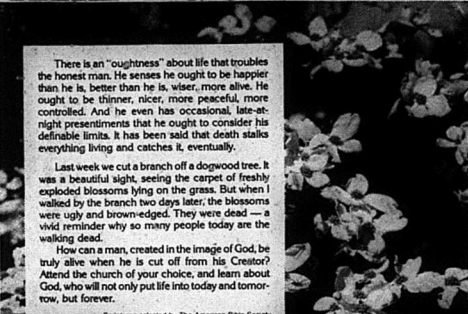 There is an "oughtness" about life that troubles
the honest man. He senses he ought to be happier
than he is, better than he is, wiser, more alive. He
ought to be thinner, nicer, more peaceful, more
controlled. And he even has occasional, late-at-
night presentiments that he ought to consider his
definable limits. It has been said that death stalks
everything living and catches it, eventually.
Last week we cut a branch off a dogwood tree. It
was a beautiful sight, seeing the carpet of freshly
exploded blossoms lying on the grass. But when I
walked by the branch two days later, the blossoms
were ugly and brown-edged. They were dead — a
vivid reminder why so many people today are the
walking dead.
How can a man, created in the image of God, be
truly alive when he is cut off from his Creator?
Attend the church of your choice, and learn about
God, who will not only put life into today and tomor-
row, but forever.